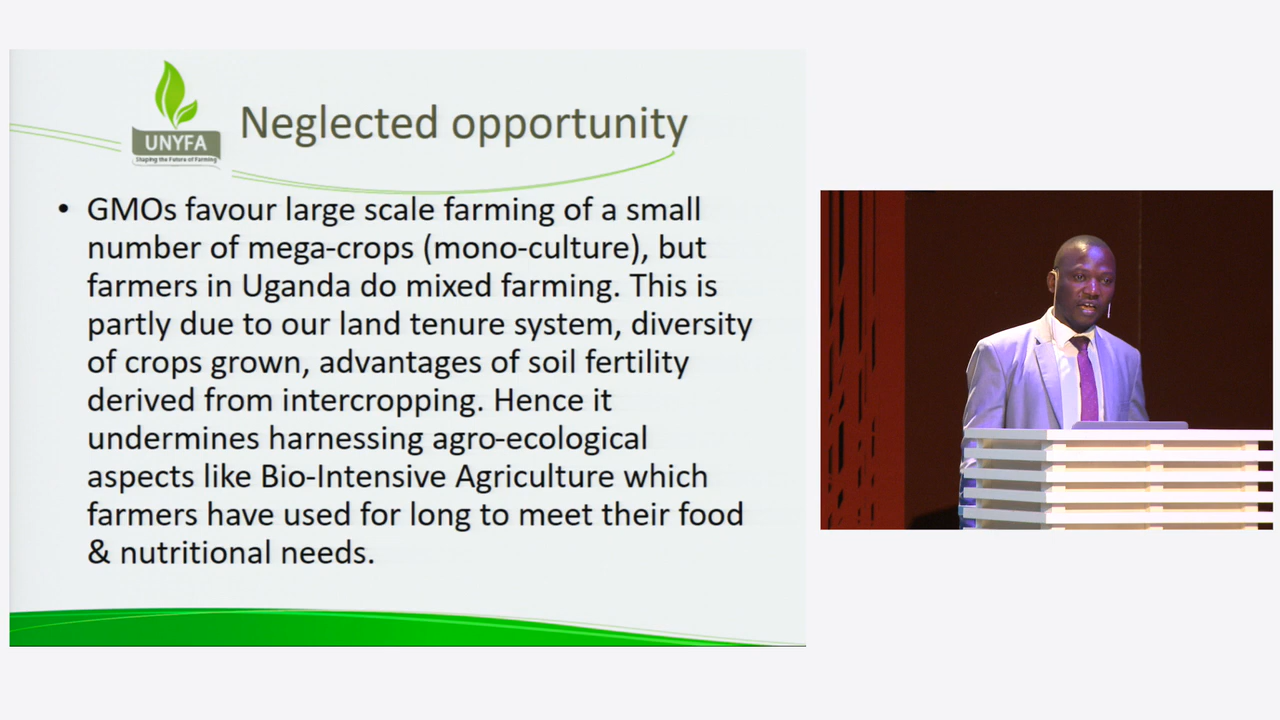 UNYFA
Shaping the Future of Farming
Neglected opportunity
• GMOs favour large scale farming of a small
number of mega-crops (mono-culture), but
farmers in Uganda do mixed farming. This is
partly due to our land tenure system, diversity
of crops grown, advantages of soil fertility
derived from intercropping. Hence it
undermines harnessing agro-ecological
aspects like Bio-Intensive Agriculture which
farmers have used for long to meet their food
& nutritional needs.